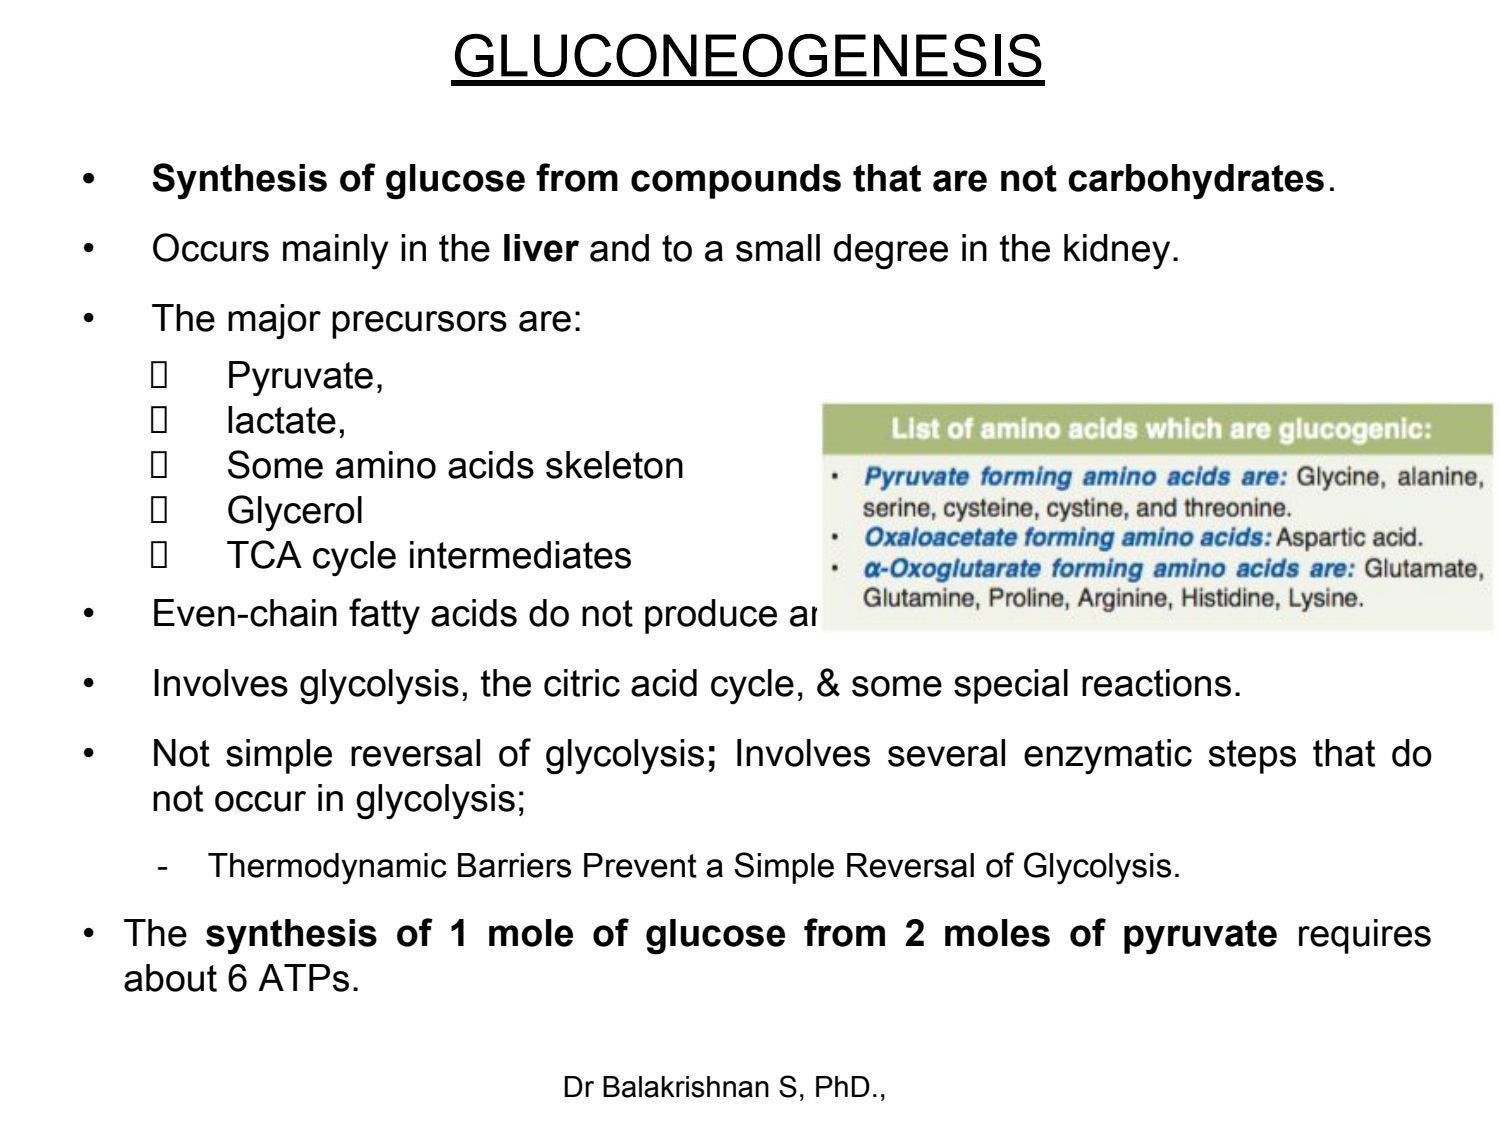 GLUCONEOGENESIS
• Synthesis of glucose from compounds that are not carbohydrates.
• Occurs mainly in the liver and to a small degree in the kidney.
• The major precursors are:
Pyruvate,
lactate,
Some amino acids skeleton
Glycerol
TCA cycle intermediates
List of amino acids which are glucogenic:
• Pyruvate forming amino acids are: Glycine, alanine,
serine, cysteine, cystine, and threonine.
• Oxaloacetate forming amino acids: Aspartic acid.
• α-Oxoglutarate forming amino acids are: Glutamate,
Glutamine, Proline, Arginine, Histidine, Lysine.
• Even-chain fatty acids do not produce
• Involves glycolysis, the citric acid cycle, & some special reactions.
• Not simple reversal of glycolysis; Involves several enzymatic steps that do
not occur in glycolysis;
- Thermodynamic Barriers Prevent a Simple Reversal of Glycolysis.
• The synthesis of 1 mole of glucose from 2 moles of pyruvate requires
about 6 ATPs.
Dr Balakrishnan S, PhD.,